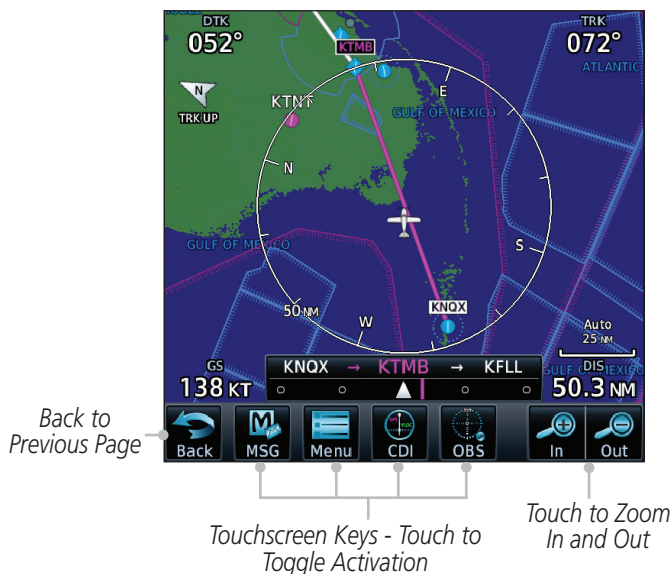 DTK
052°
TRK
072°
KTMB
ATLANTIC
N
TRK UP
KTNT
E
GULF OF MEXICO
N
S
GULF OF MEXICO
50 NM
W
KNQX
Auto
25 NM
GS
138 KT
KNQX → KTMB → KFLL
DIS
50.3 NM
Back
MSG
Menu
CDI
OBS
In
Out
Back to
Previous Page
Touchscreen Keys - Touch to
Toggle Activation
Touch to Zoom
In and Out